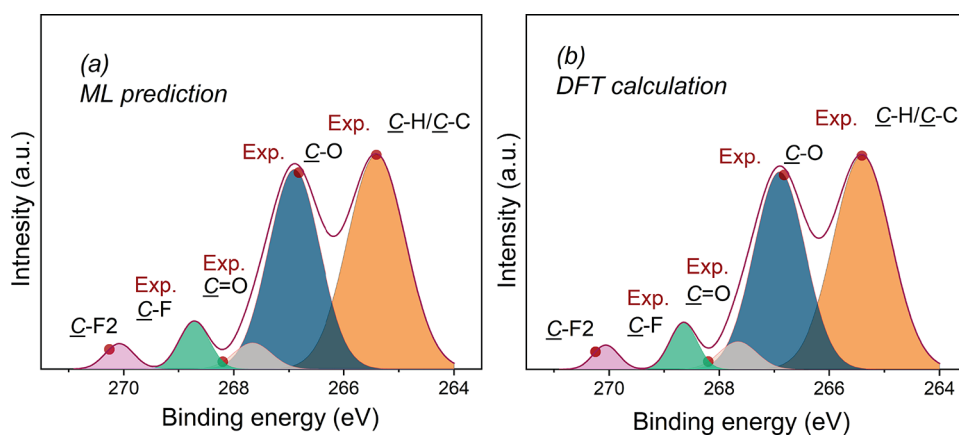 (a)
ML prediction
Exp.
C-H/C-C
Exp.
C-O
Exp.
C=O
Exp.
C-F
C-F2
Intnesity (a.u.)
270
268
266
264
Binding energy (eV)
(b)
DFT calculation
Exp.
C-H/C-C
Exp.
C-O
Exp.
C=O
Exp.
C-F
C-F2
Intensity (a.u.)
270
268
266
264
Binding energy (eV)